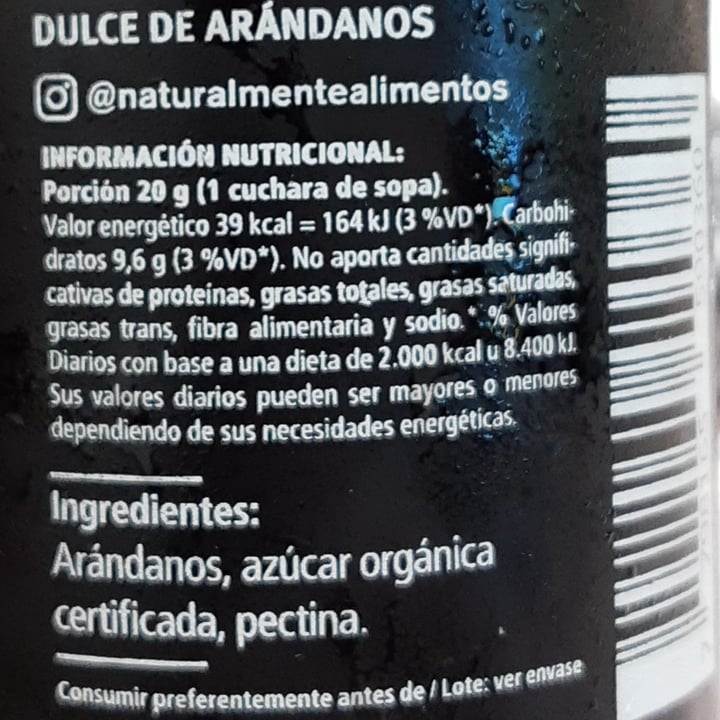 DULCE DE ARÁNDANOS
@naturalmentealimentos
INFORMACIÓN NUTRICIONAL:
Porción 20 g (1 cuchara de sopa).
Valor energético 39 kcal = 164 kJ (3 %VD*). Carbohi-
dratos 9,6 g (3 %VD*). No aporta cantidades signifi-
cativas de proteínas, grasas totales, grasas saturadas,
grasas trans, fibra alimentaria y sodio. * % Valores
Diarios con base a una dieta de 2.000 kcal u 8.400 kJ.
Sus valores diarios pueden ser mayores o menores
dependiendo de sus necesidades energéticas.
Ingredientes:
Arándanos, azúcar orgánica
certificada, pectina.
Consumir preferentemente antes de / Lote: ver envase